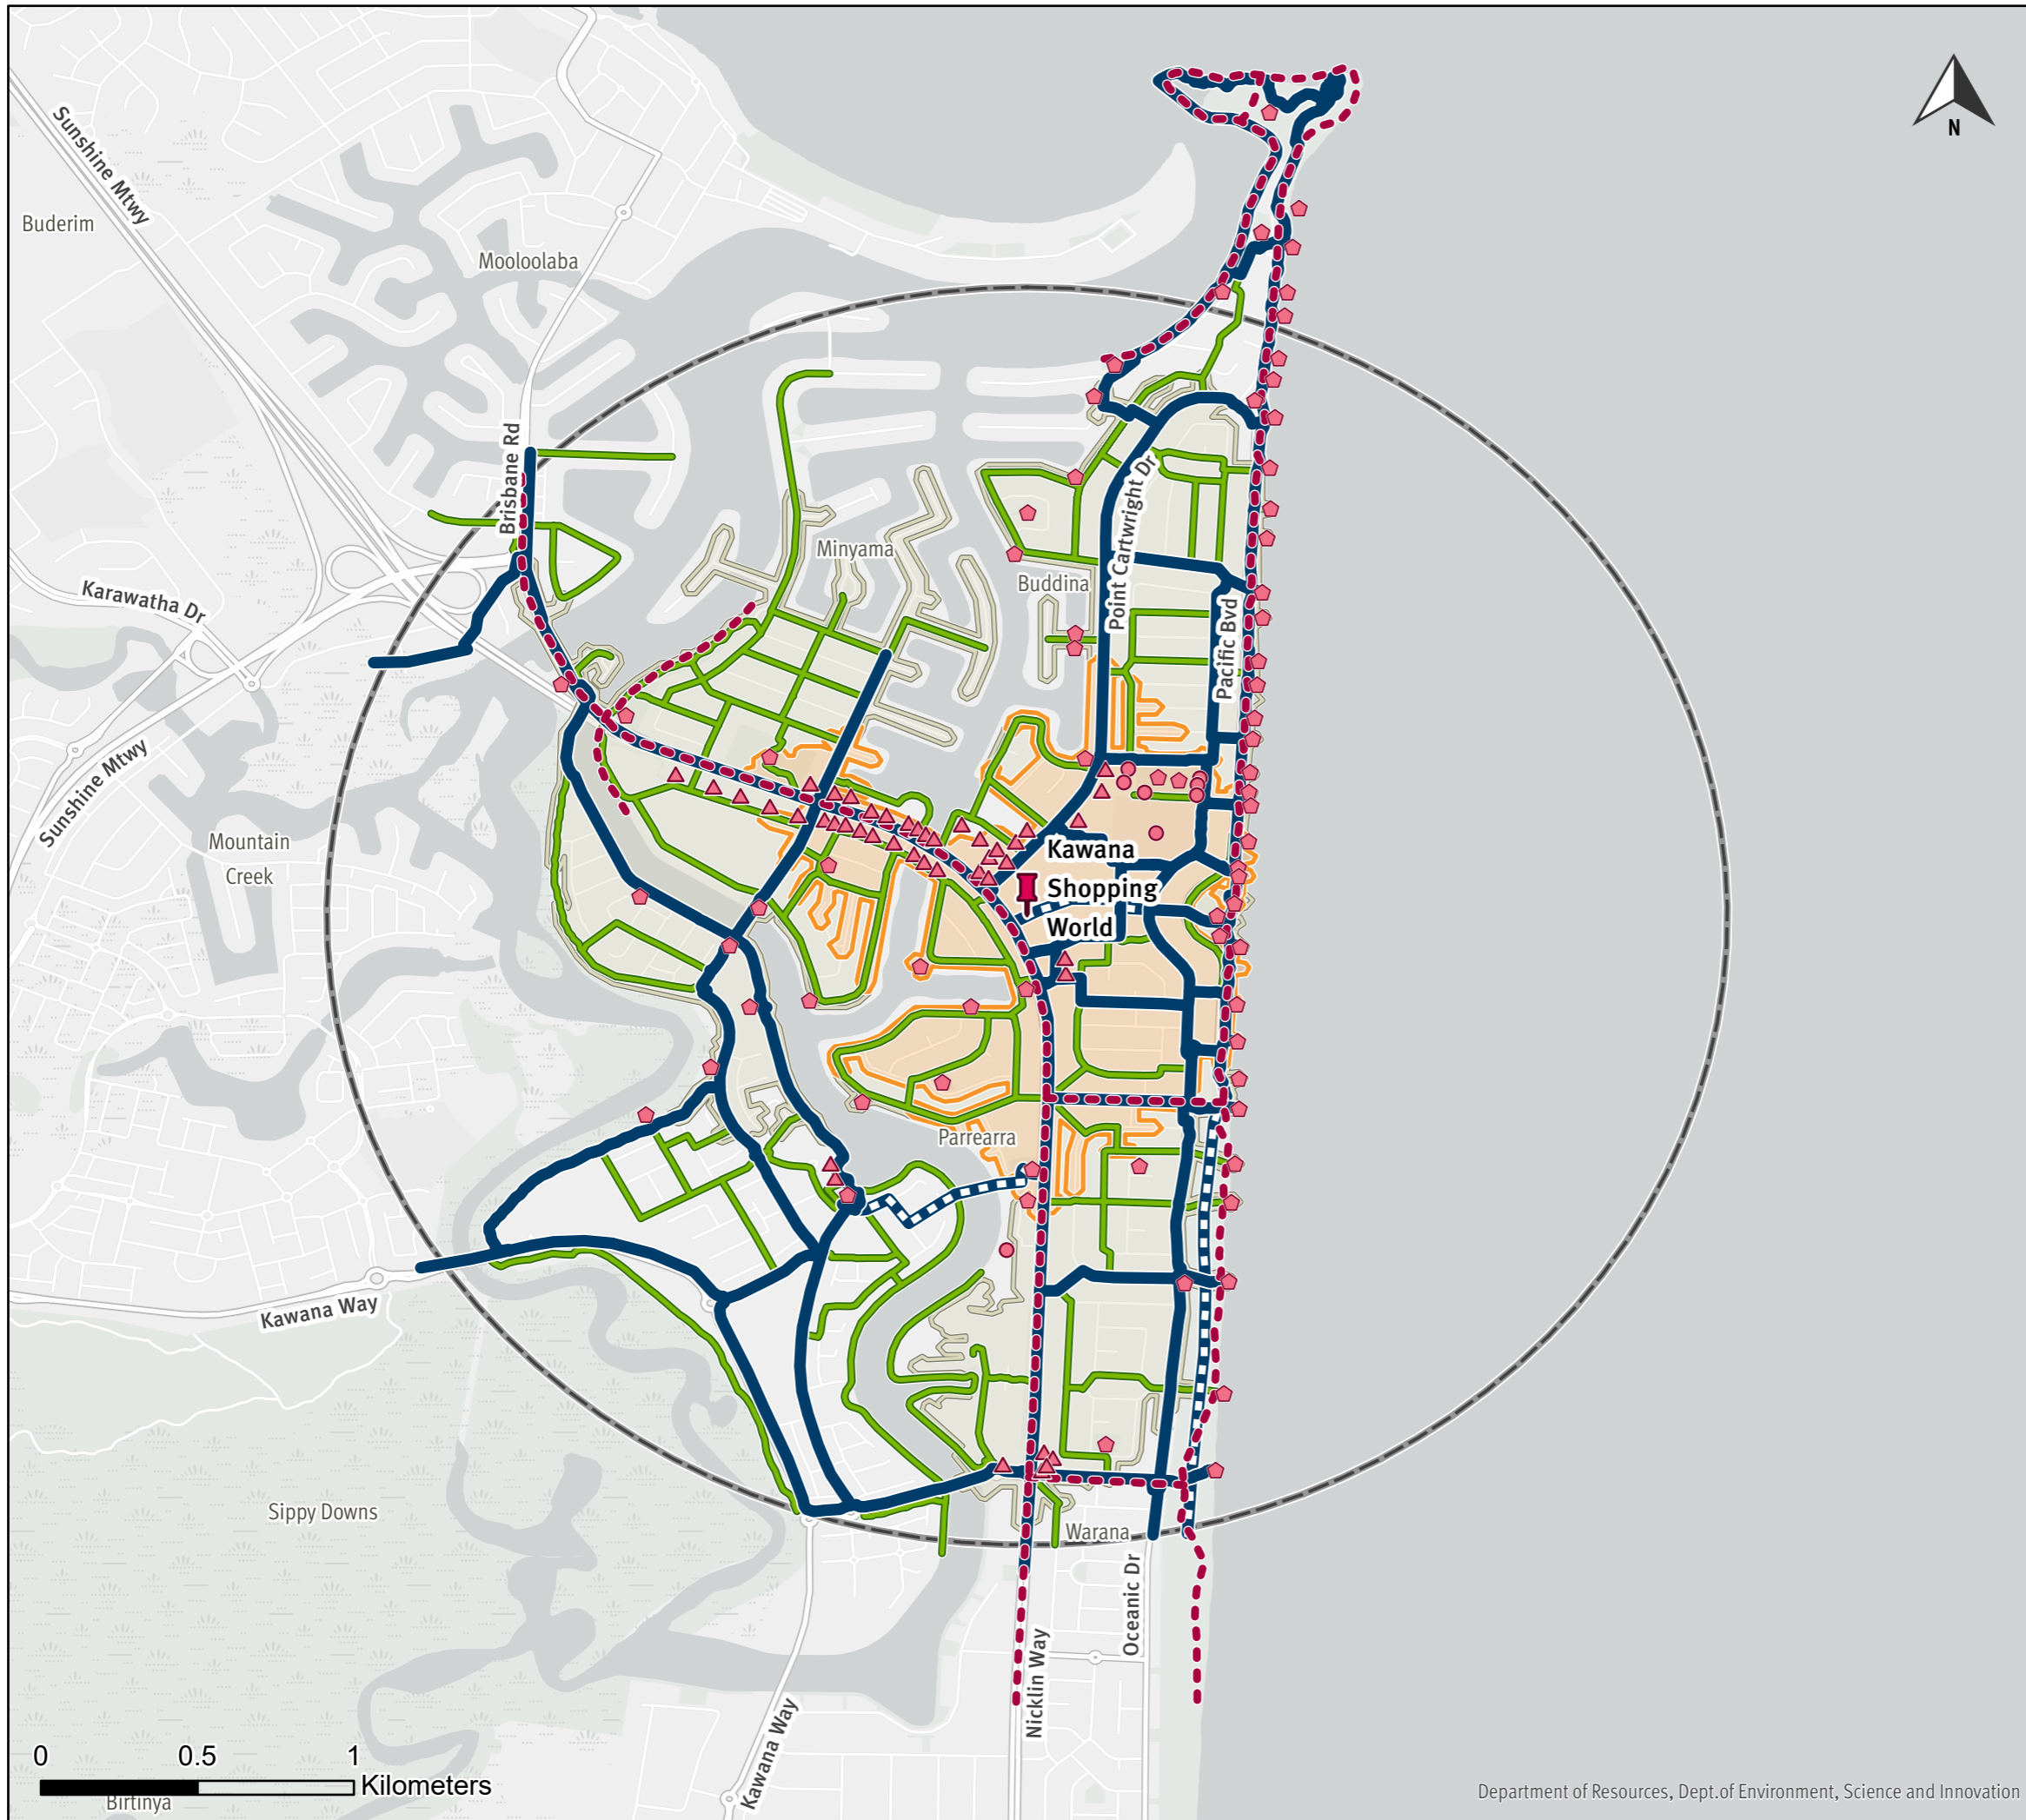 N
Sunshine Mtwy
Buderim
Mooloolaba
Brisbane Rd
Karawatha Dr
Minyama
Buddina
Point Cartwright Dr
Pacific Bvd
Sunshine Mtwy
Mountain
Creek
Kawana
Shopping
World
Parrearra
Kawana Way
Sippy Downs
Warana
Oceanic Dr
Nicklin Way
Kawana Way
0 0.5 1
Kilometers
Birtinya
Department of Resources, Dept.of Environment, Science and Innovation